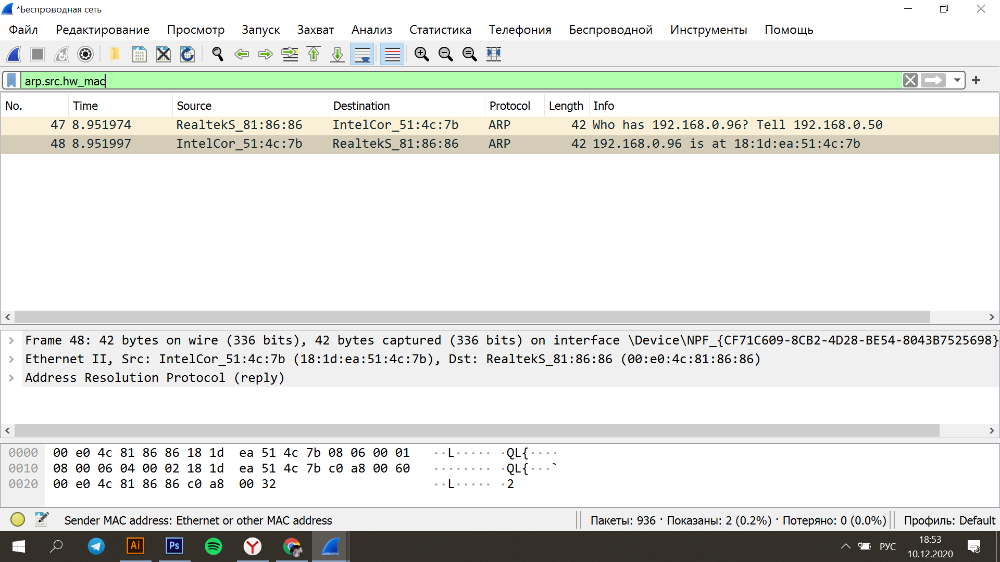 *Беспроводная сеть
Файл Редактирование Просмотр Запуск Захват Анализ Статистика Телефония Беспроводной Инструменты Помощь
arp.src.hw_mac
No. Time Source Destination Protocol Length Info
47 8.951974 RealtekS_81:86:86 IntelCor_51:4c:7b ARP 42 Who has 192.168.0.96? Tell 192.168.0.50
48 8.951997 IntelCor_51:4c:7b RealtekS_81:86:86 ARP 42 192.168.0.96 is at 18:1d:ea:51:4c:7b
Frame 48: 42 bytes on wire (336 bits), 42 bytes captured (336 bits) on interface \Device\NPF_{CF71C609-8CB2-4D28-BE54-8043B7525698}
Ethernet II, Src: IntelCor_51:4c:7b (18:1d:ea:51:4c:7b), Dst: RealtekS_81:86:86 (00:e0:4c:81:86:86)
Address Resolution Protocol (reply)
0000 00 e0 4c 81 86 86 18 1d ea 51 4c 7b 08 06 00 01 ··L····· ·QL{····
0010 08 00 06 04 00 02 18 1d ea 51 4c 7b c0 a8 00 60 ········ ·QL{···`
0020 00 e0 4c 81 86 86 c0 a8 00 32 ··L····· ·2
Sender MAC address: Ethernet or other MAC address Пакеты: 936 · Показаны: 2 (0.2%) · Потеряно: 0 (0.0%) Профиль: Default
Ai Ps РУС 18:53
10.12.2020